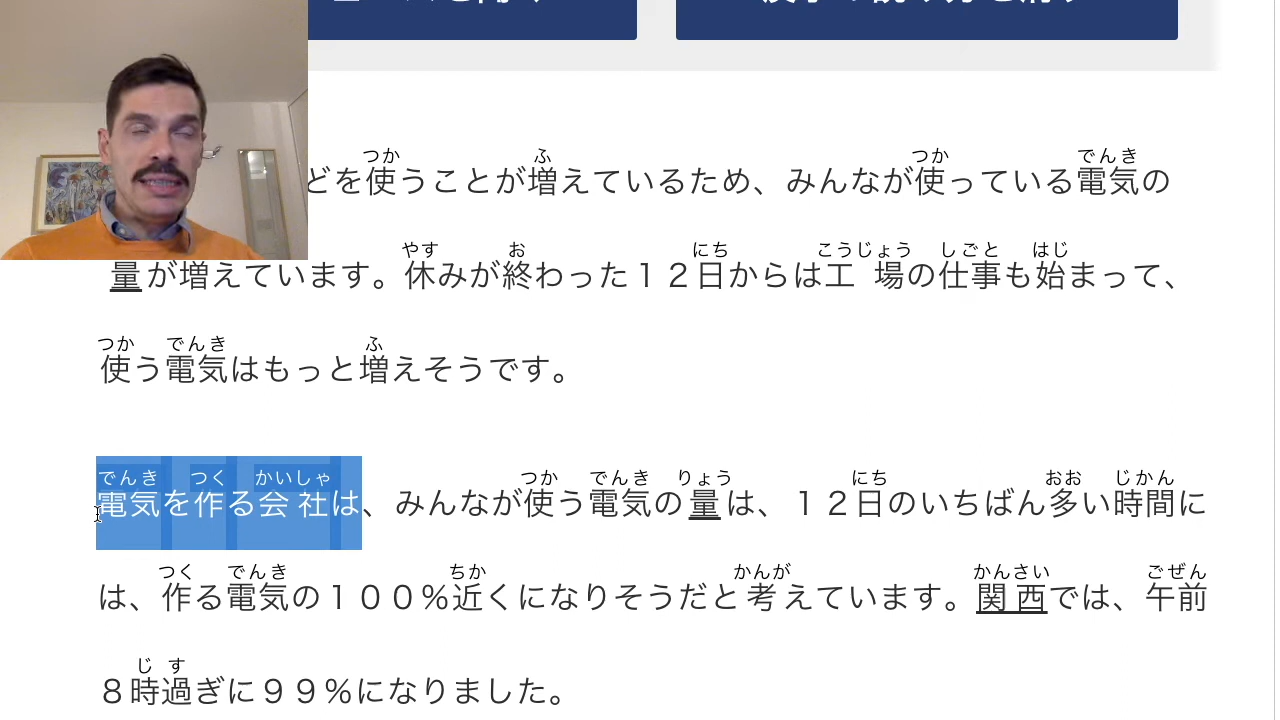 どを使うことが増えているため、みんなが使っている電気の
量が増えています。休みが終わった１２日からは工場の仕事も始まって、
使う電気はもっと増えそうです。
電気を作る会社は、みんなが使う電気の量は、１２日のいちばん多い時間に
は、作る電気の１００％近くになりそうだと考えています。関西では、午前
８時過ぎに９９％になりました。